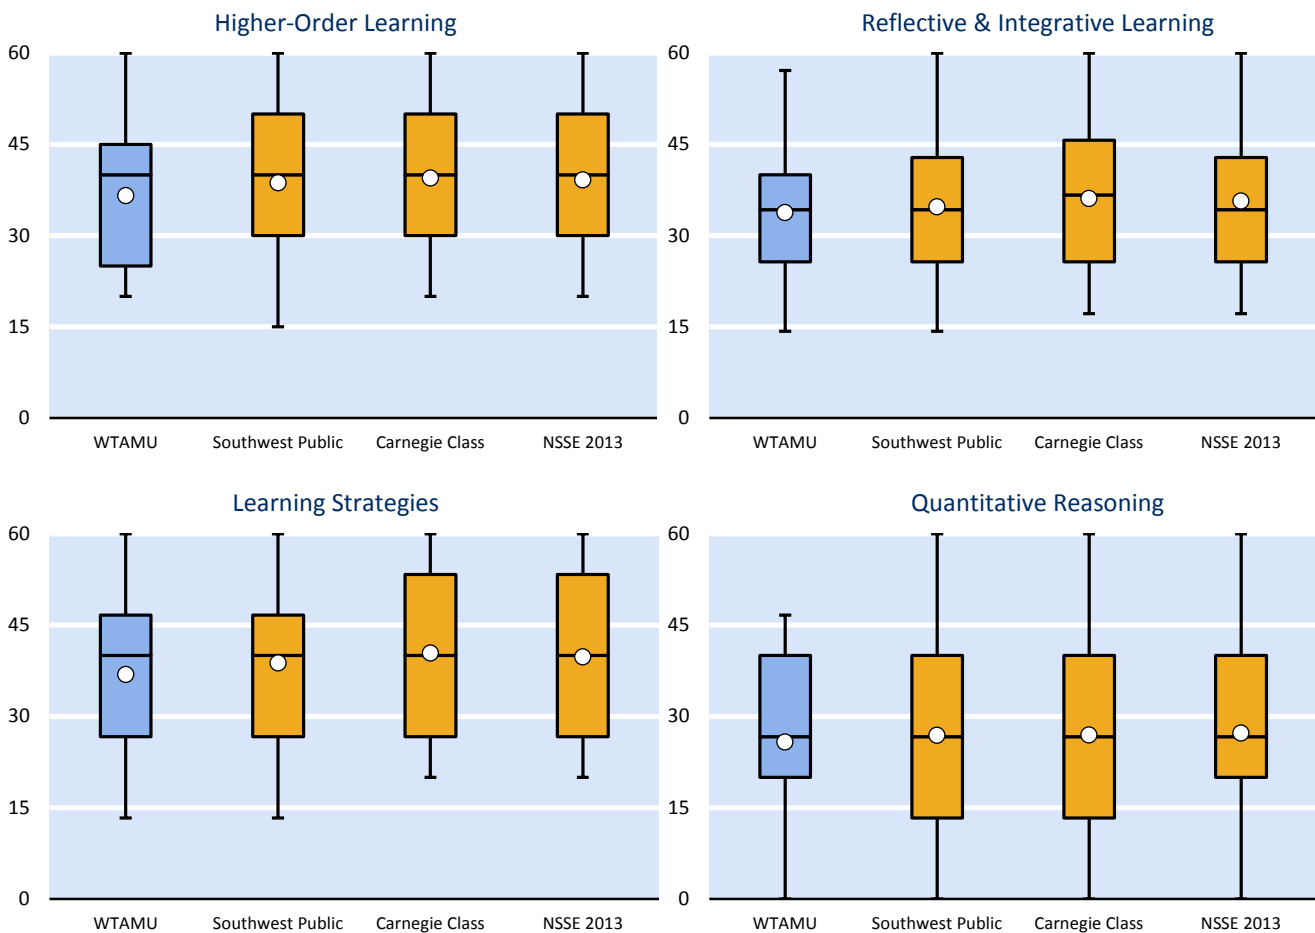 Higher-Order Learning
60
45
30
15
0
WTAMU Southwest Public Carnegie Class NSSE 2013
Reflective & Integrative Learning
60
45
30
15
0
WTAMU Southwest Public Carnegie Class NSSE 2013
Learning Strategies
60
45
30
15
0
WTAMU Southwest Public Carnegie Class NSSE 2013
Quantitative Reasoning
60
45
30
15
0
WTAMU Southwest Public Carnegie Class NSSE 2013